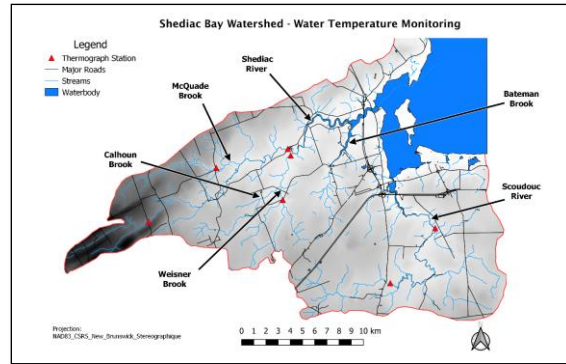 Shediac Bay Watershed - Water Temperature Monitoring
Legend
Thermograph Station
Major Roads
Streams
Waterbody
McQuade
Brook
Shediac
River
Bateman
Brook
Calhoun
Brook
Scoudouc
River
Weisner
Brook
Projection:
NAD83_CSRS_New_Brunswick_Stereographique
0 1 2 3 4 5 6 7 8 9 10 km